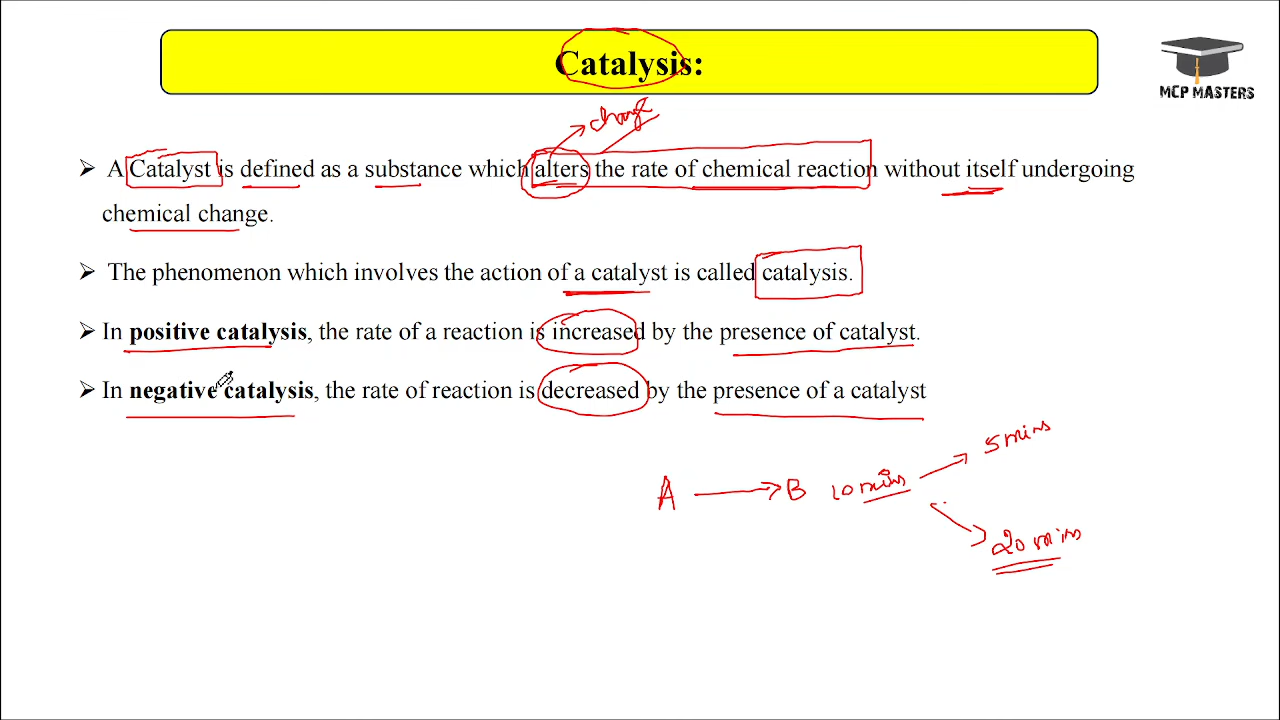 Catalysis:
MCP MASTERS
change
➢ A Catalyst is defined as a substance which alters the rate of chemical reaction without itself undergoing
chemical change.
➢ The phenomenon which involves the action of a catalyst is called catalysis.
➢ In positive catalysis, the rate of a reaction is increased by the presence of catalyst.
➢ In negative catalysis, the rate of reaction is decreased by the presence of a catalyst
5 mins
A → B 10 mins
20 mins